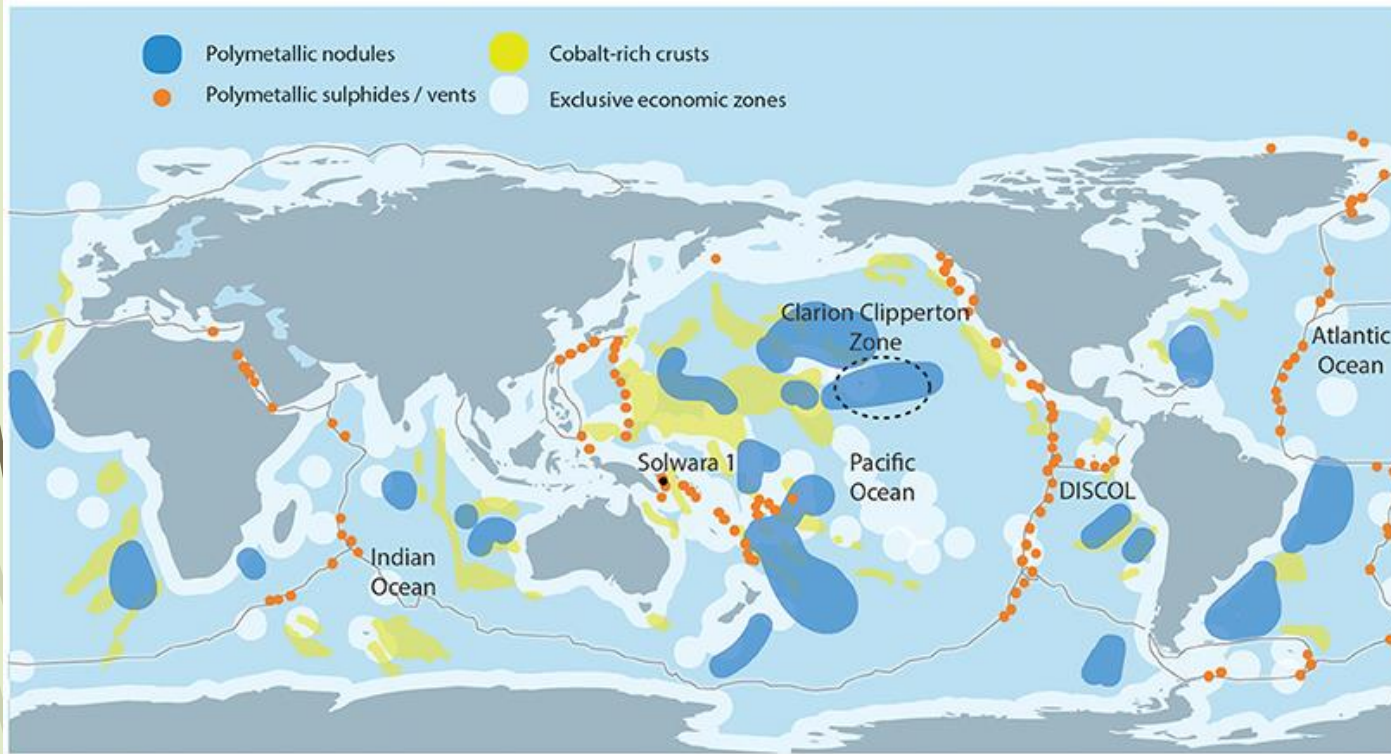 Polymetallic nodules
Cobalt-rich crusts
Polymetallic sulphides / vents
Exclusive economic zones
Clarion Clipperton
Zone
Atlantic
Ocean
Solwara 1
Pacific
Ocean
DISCOL
Indian
Ocean